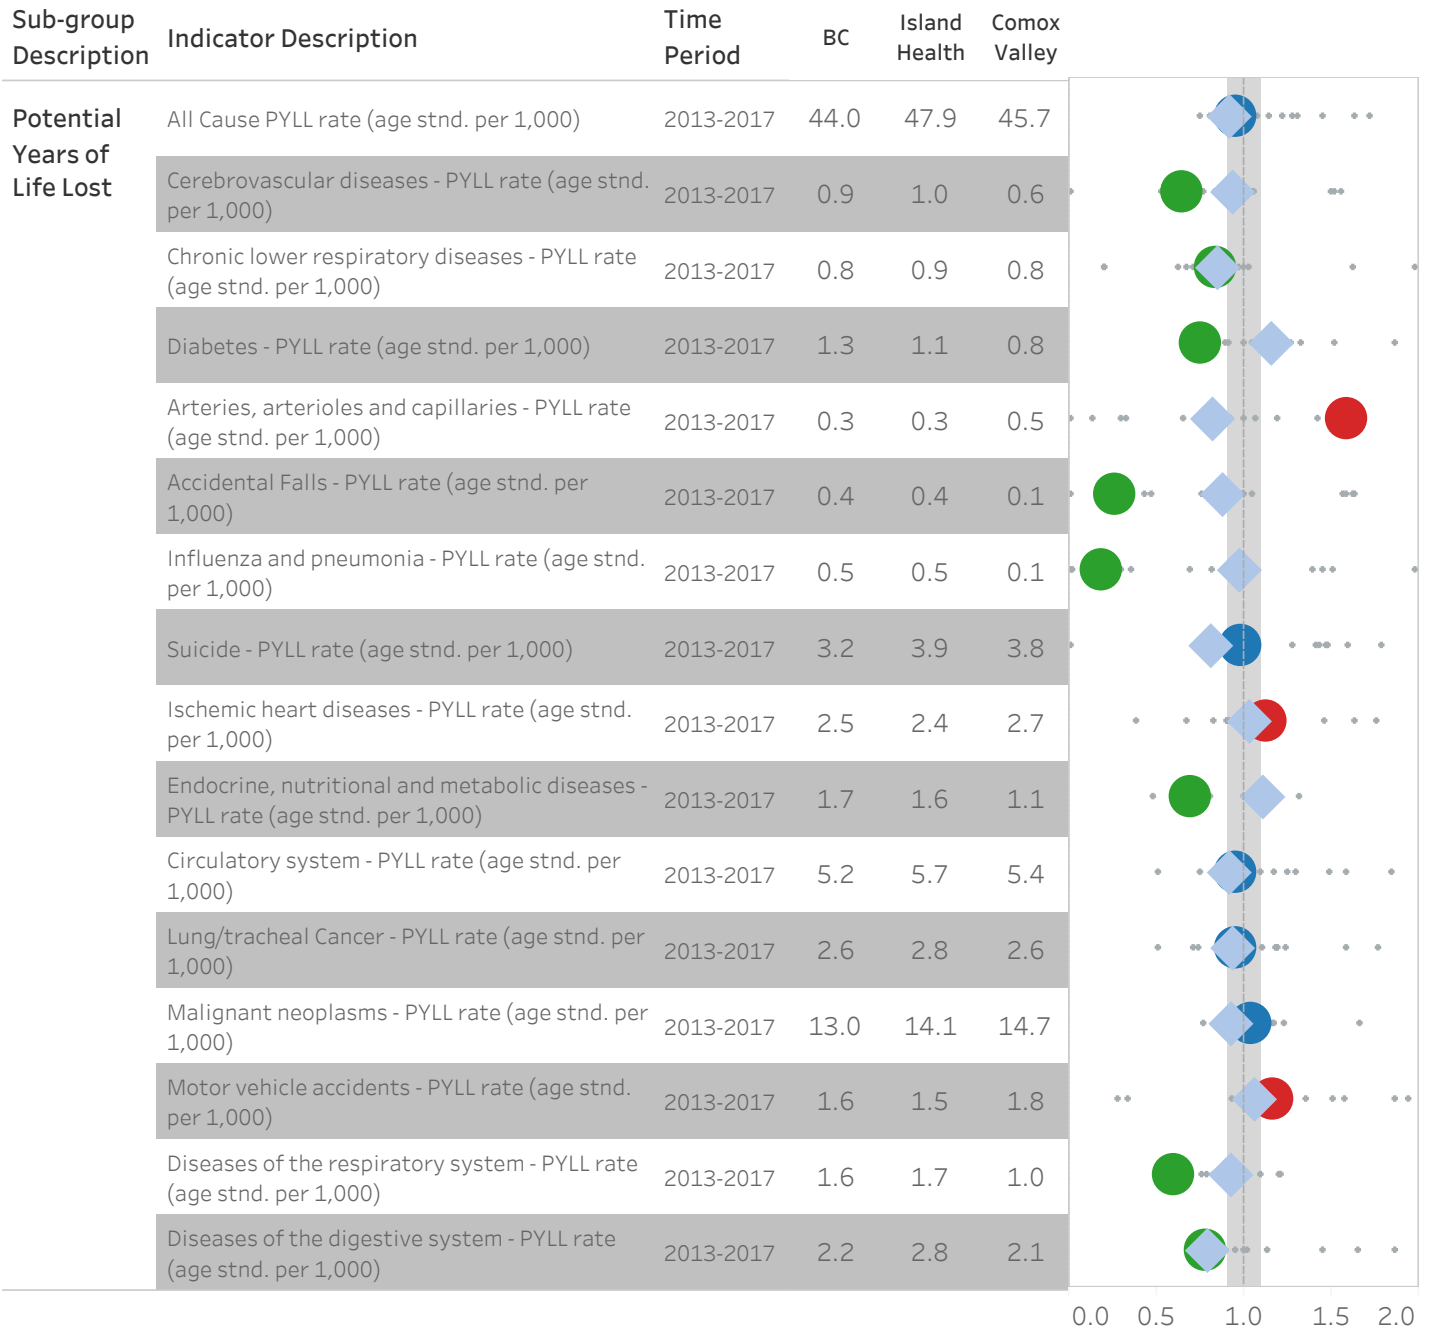 Sub-group
Description
Indicator Description
Time
Period
BC
Island
Health
Comox
Valley
Potential
Years of
Life Lost
All Cause PYLL rate (age stnd. per 1,000) 2013-2017 44.0 47.9 45.7
Cerebrovascular diseases - PYLL rate (age stnd.
per 1,000)
2013-2017 0.9 1.0 0.6
Chronic lower respiratory diseases - PYLL rate
(age stnd. per 1,000)
2013-2017 0.8 0.9 0.8
Diabetes - PYLL rate (age stnd. per 1,000) 2013-2017 1.3 1.1 0.8
Arteries, arterioles and capillaries - PYLL rate
(age stnd. per 1,000)
2013-2017 0.3 0.3 0.5
Accidental Falls - PYLL rate (age stnd. per
1,000)
2013-2017 0.4 0.4 0.1
Influenza and pneumonia - PYLL rate (age stnd.
per 1,000)
2013-2017 0.5 0.5 0.1
Suicide - PYLL rate (age stnd. per 1,000) 2013-2017 3.2 3.9 3.8
Ischemic heart diseases - PYLL rate (age stnd.
per 1,000)
2013-2017 2.5 2.4 2.7
Endocrine, nutritional and metabolic diseases -
PYLL rate (age stnd. per 1,000)
2013-2017 1.7 1.6 1.1
Circulatory system - PYLL rate (age stnd. per
1,000)
2013-2017 5.2 5.7 5.4
Lung/tracheal Cancer - PYLL rate (age stnd. per
1,000)
2013-2017 2.6 2.8 2.6
Malignant neoplasms - PYLL rate (age stnd. per
1,000)
2013-2017 13.0 14.1 14.7
Motor vehicle accidents - PYLL rate (age stnd.
per 1,000)
2013-2017 1.6 1.5 1.8
Diseases of the respiratory system - PYLL rate
(age stnd. per 1,000)
2013-2017 1.6 1.7 1.0
Diseases of the digestive system - PYLL rate
(age stnd. per 1,000)
2013-2017 2.2 2.8 2.1
0.0 0.5 1.0 1.5 2.0